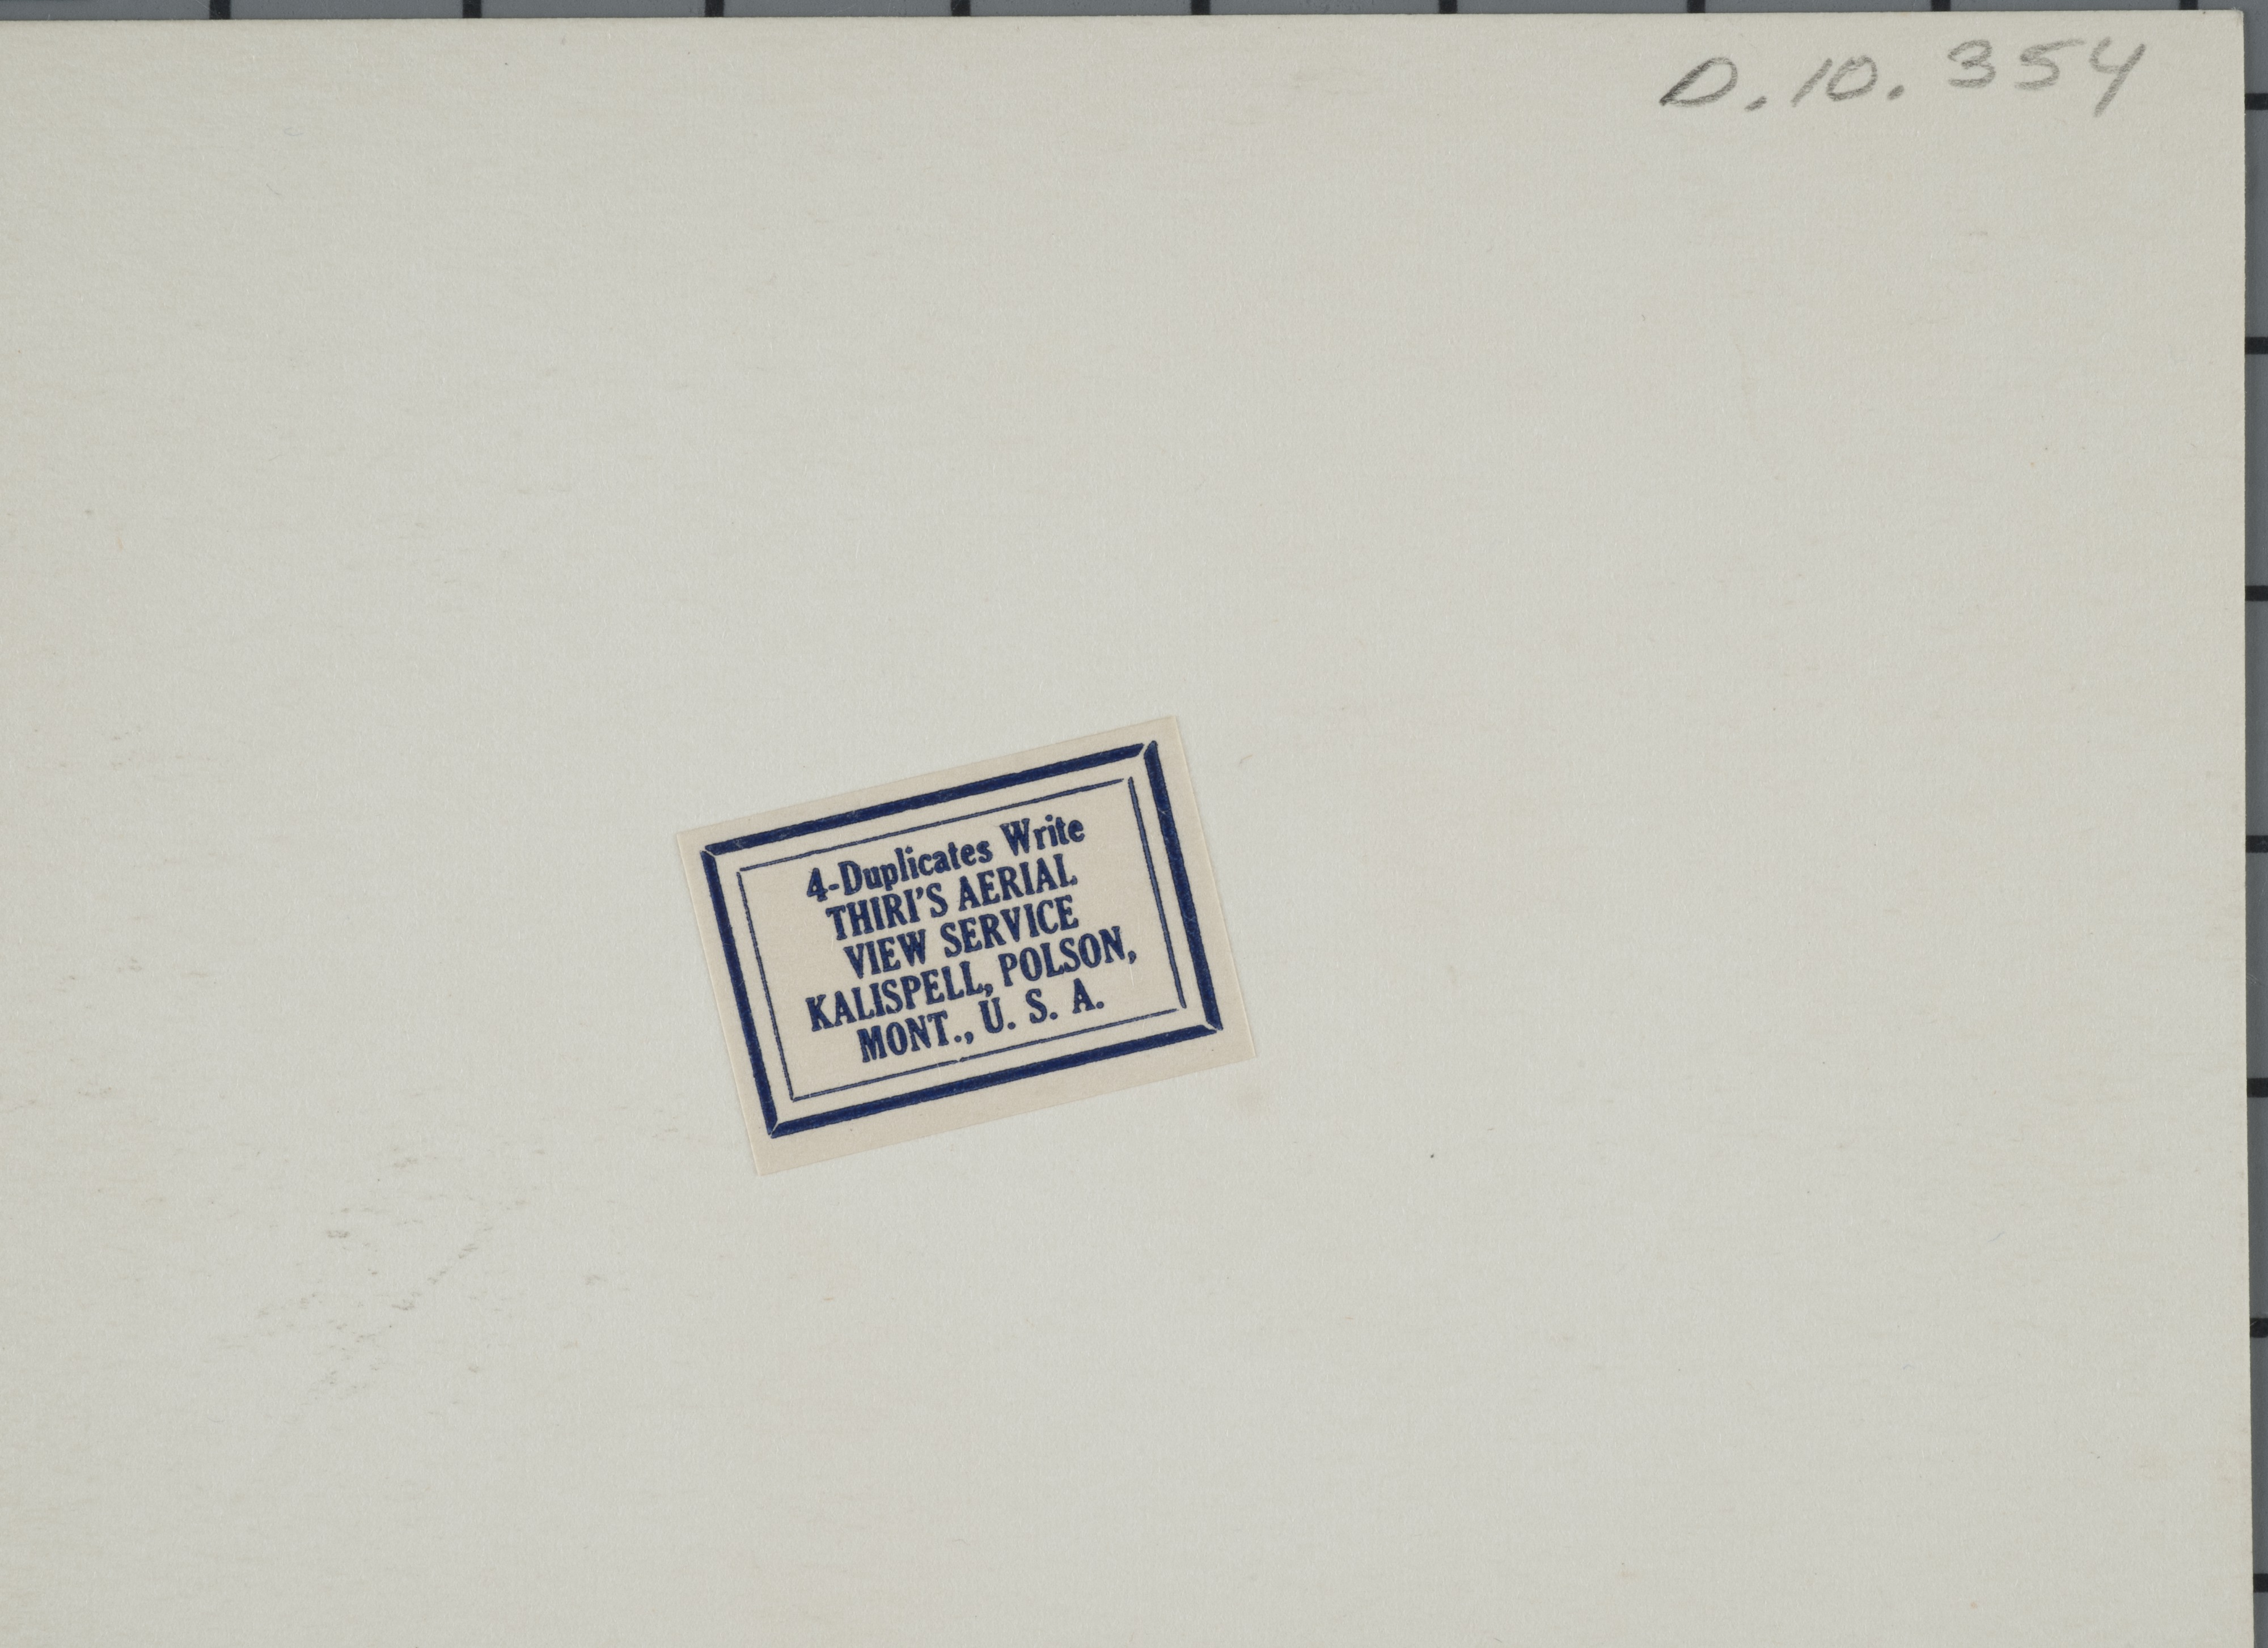 D.10.354
4-Duplicates Write
THIRI'S AERIAL
VIEW SERVICE
KALISPELL, POLSON,
MONT., U. S. A.